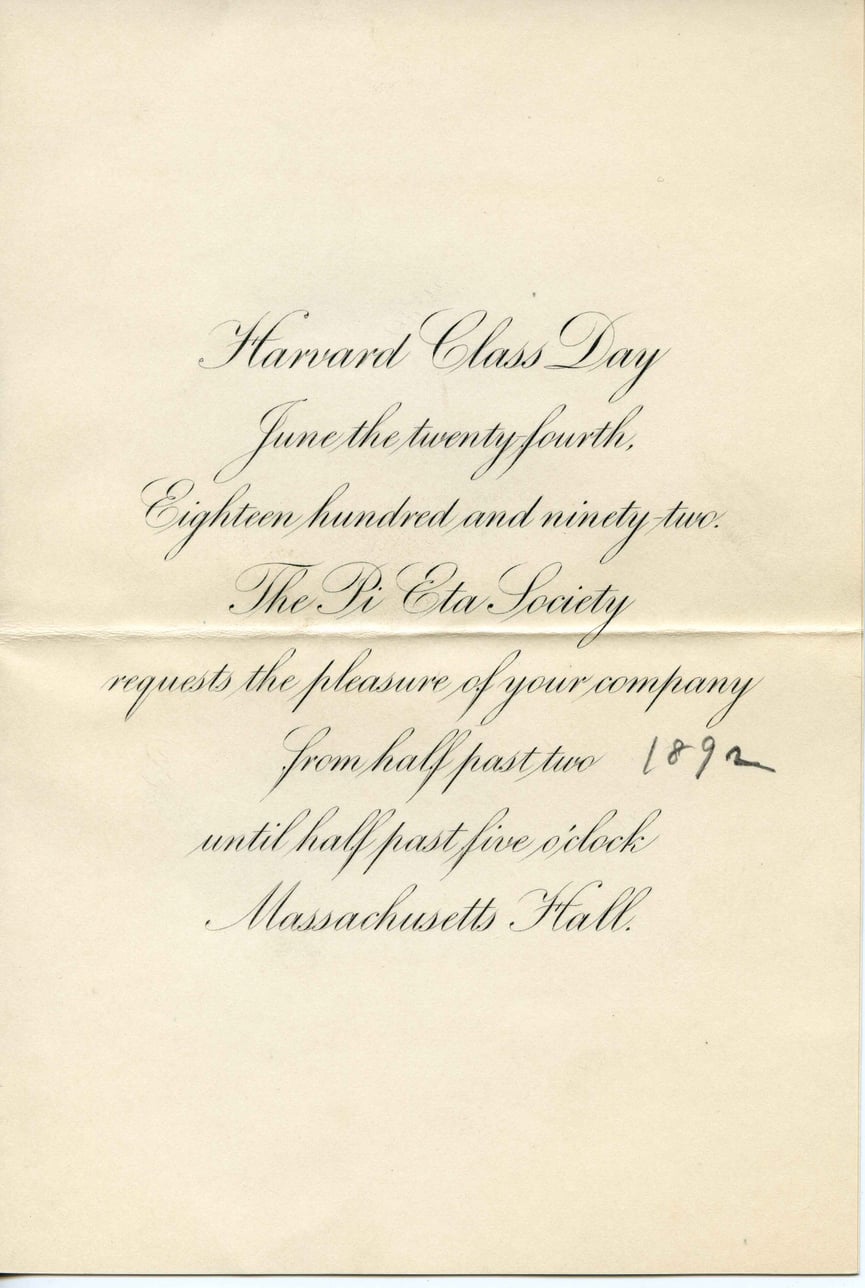 Harvard Class Day
June the twenty-fourth,
Eighteen hundred and ninety-two.
The Pi Eta Society
requests the pleasure of your company
from half past two 1892
until half past five o'clock
Massachusetts Hall.